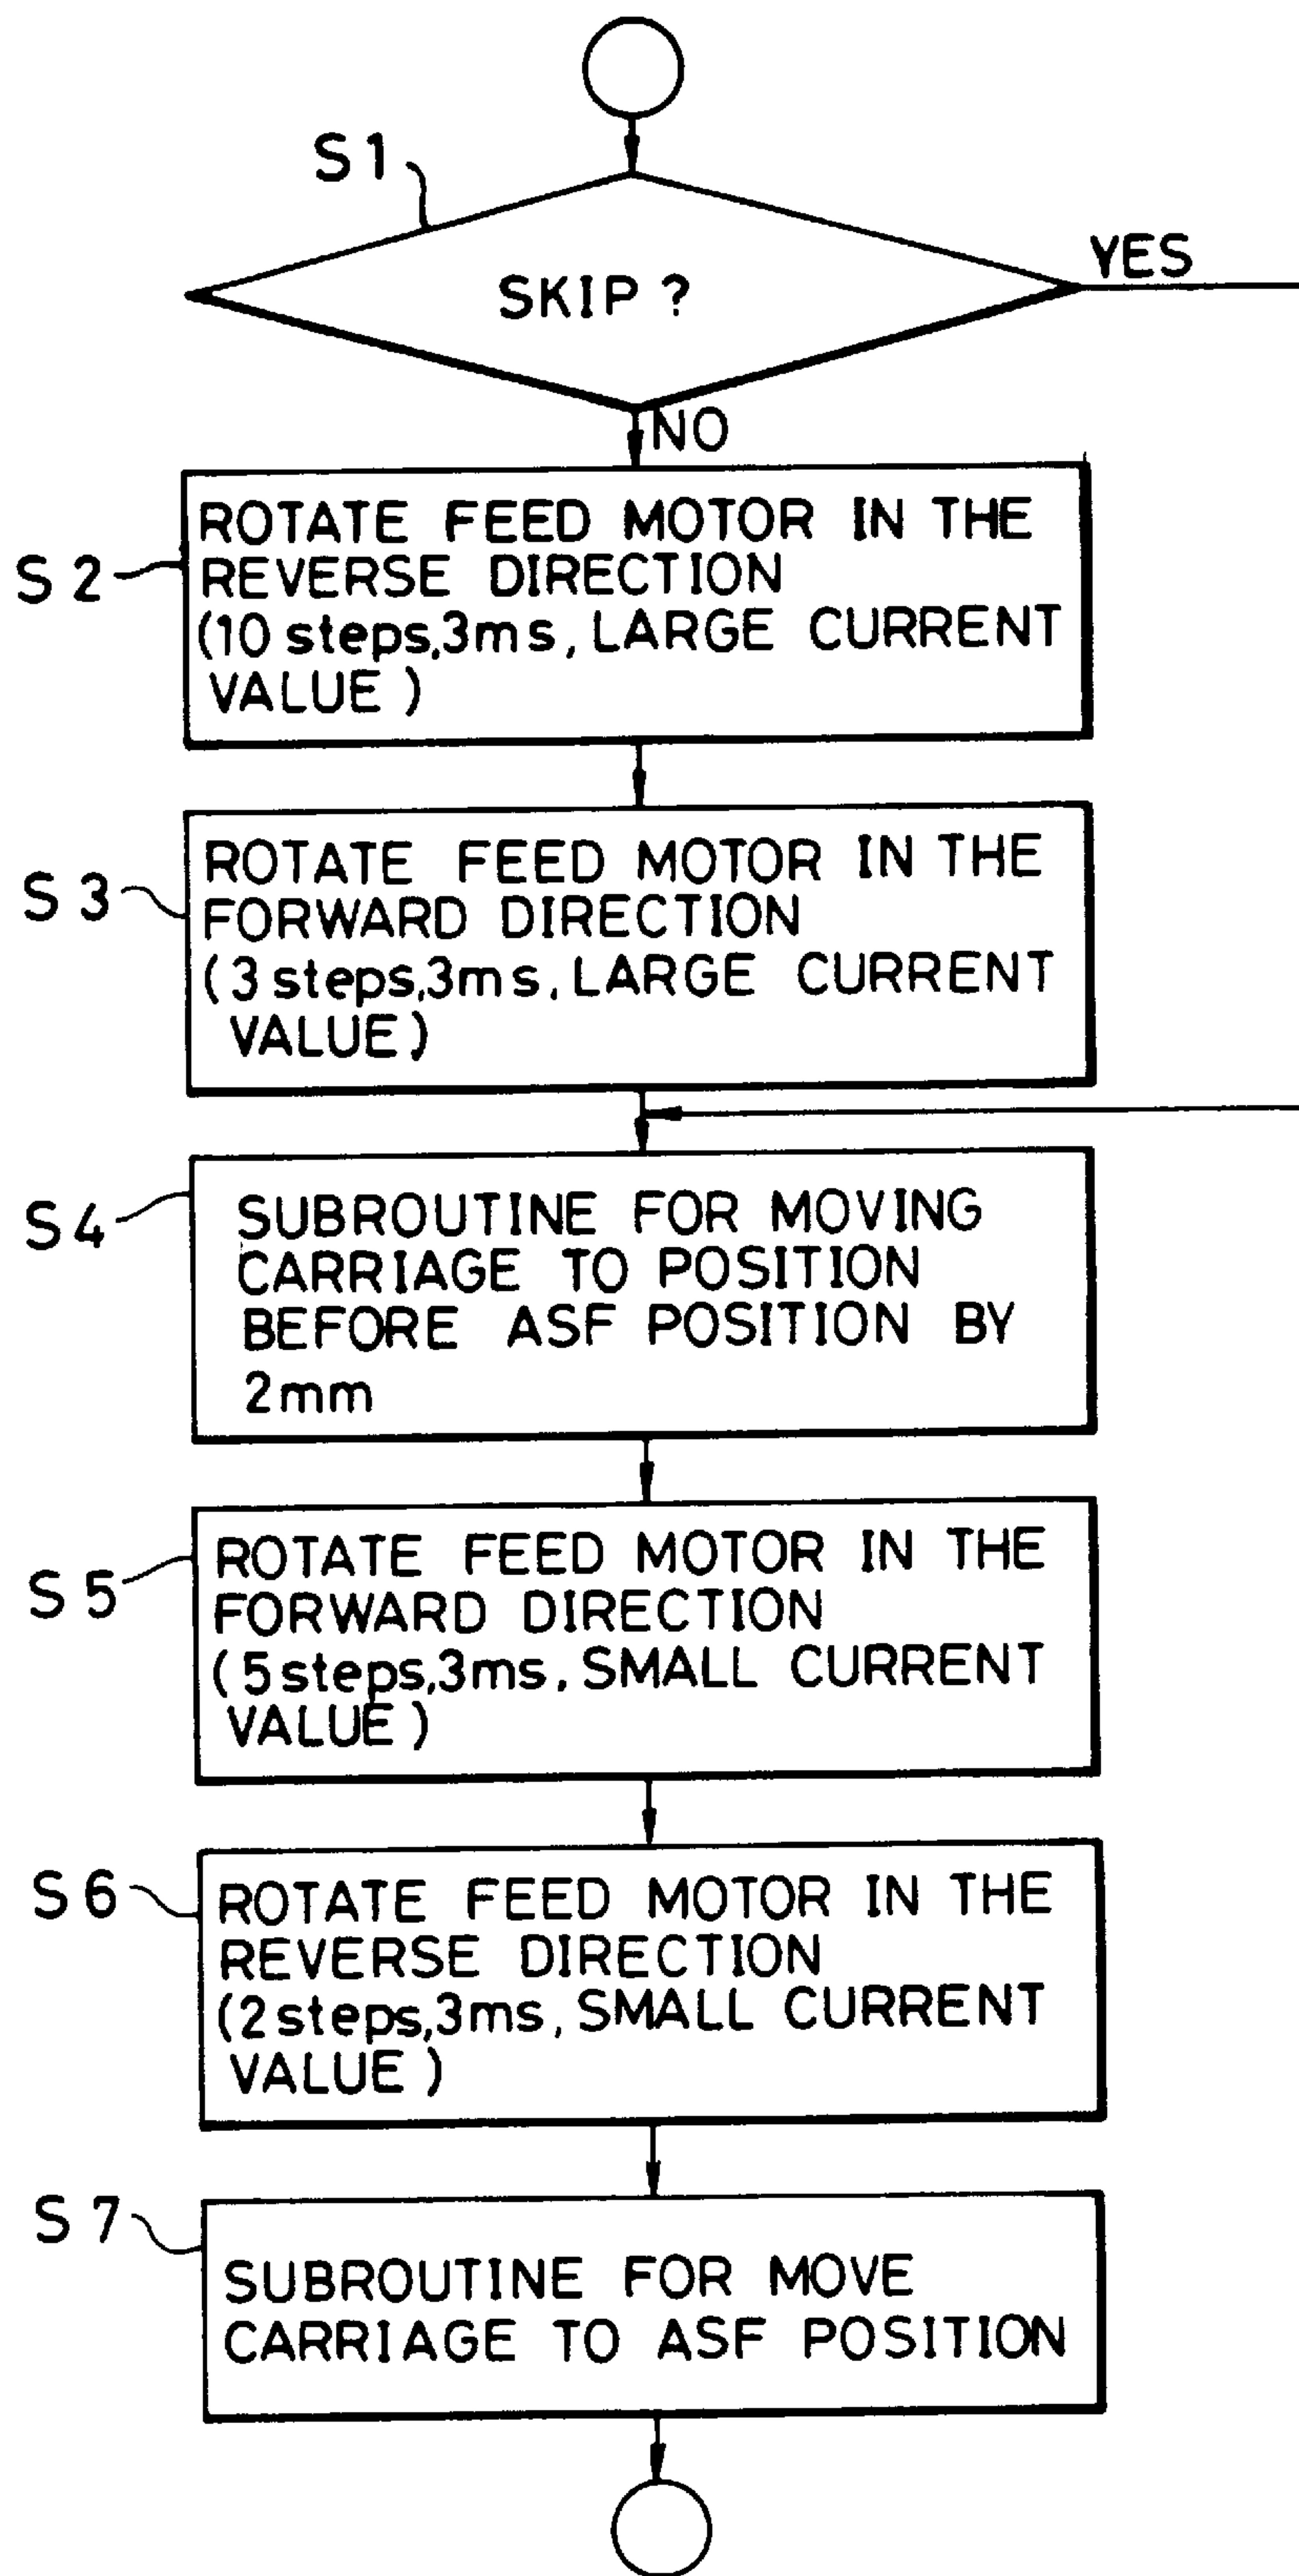 S1
SKIP ?
YES
NO
S2
ROTATE FEED MOTOR IN THE
REVERSE DIRECTION
(10 steps,3ms, LARGE CURRENT
VALUE )
S3
ROTATE FEED MOTOR IN THE
FORWARD DIRECTION
( 3 steps,3ms, LARGE CURRENT
VALUE)
S4
SUBROUTINE FOR MOVING
CARRIAGE TO POSITION
BEFORE ASF POSITION BY
2mm
S5
ROTATE FEED MOTOR IN THE
FORWARD DIRECTION
( 5 steps,3ms, SMALL CURRENT
VALUE )
S6
ROTATE FEED MOTOR IN THE
REVERSE DIRECTION
(2 steps,3ms, SMALL CURRENT
VALUE )
S7
SUBROUTINE FOR MOVE
CARRIAGE TO ASF POSITION